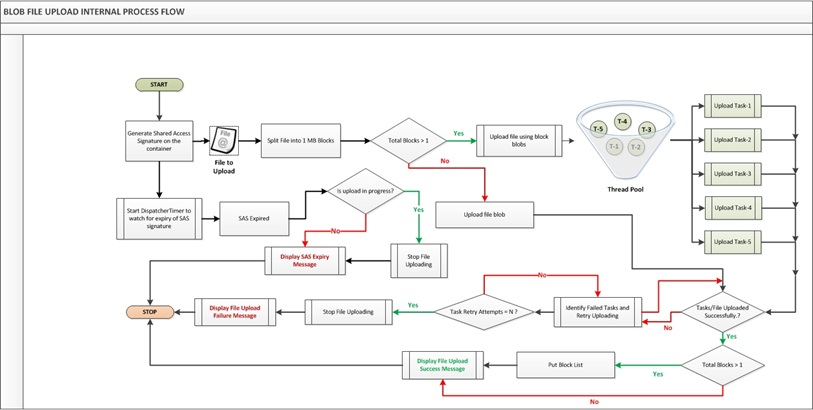 BLOB FILE UPLOAD INTERNAL PROCESS FLOW
START
Generate Shared Access
Signature on the
container
File
File to
Upload
Split File into 1 MB Blocks
Total Blocks > 1
Yes
No
Upload file using block
blobs
T-5
T-4
T-3
T-1
T-2
Thread Pool
Upload Task-1
Upload Task-2
Upload Task-3
Upload Task-4
Upload Task-5
Start DispatcherTimer to
watch for expiry of SAS
signature
SAS Expired
Is upload in progress?
Yes
No
Upload file blob
Display SAS Expiry
Message
Stop File
Uploading
STOP
Display File Upload
Failure Message
Stop File Uploading
Yes
Task Retry Attempts = N ?
No
Identify Failed Tasks and
Retry Uploading
No
Tasks/File Uploaded
Successfully.?
Yes
Display File Upload
Success Message
Put Block List
Yes
Total Blocks > 1
No